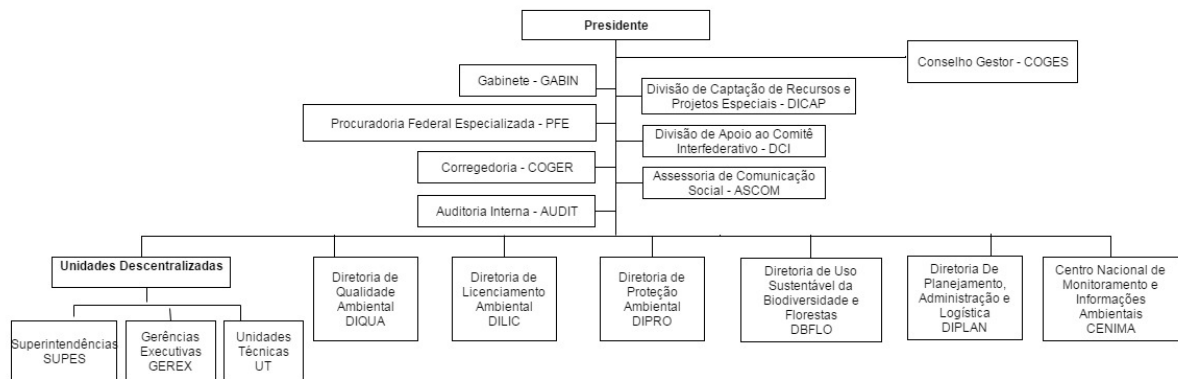 Presidente
Conselho Gestor - COGES
Gabinete - GABIN
Divisão de Captação de Recursos e
Projetos Especiais - DICAP
Procuradoria Federal Especializada - PFE
Divisão de Apoio ao Comitê
Interfederativo - DCI
Corregedoria - COGER
Assessoria de Comunicação
Social - ASCOM
Auditoria Interna - AUDIT
Unidades Descentralizadas
Superintendências
SUPES
Gerências
Executivas
GEREX
Unidades
Técnicas
UT
Diretoria de
Qualidade
Ambiental
DIQUA
Diretoria de
Licenciamento
Ambiental
DILIC
Diretoria de
Proteção
Ambiental
DIPRO
Diretoria de Uso
Sustentável da
Biodiversidade e
Florestas
DBFLO
Diretoria De
Planejamento,
Administração e
Logística
DIPLAN
Centro Nacional de
Monitoramento e
Informações
Ambientais
CENIMA